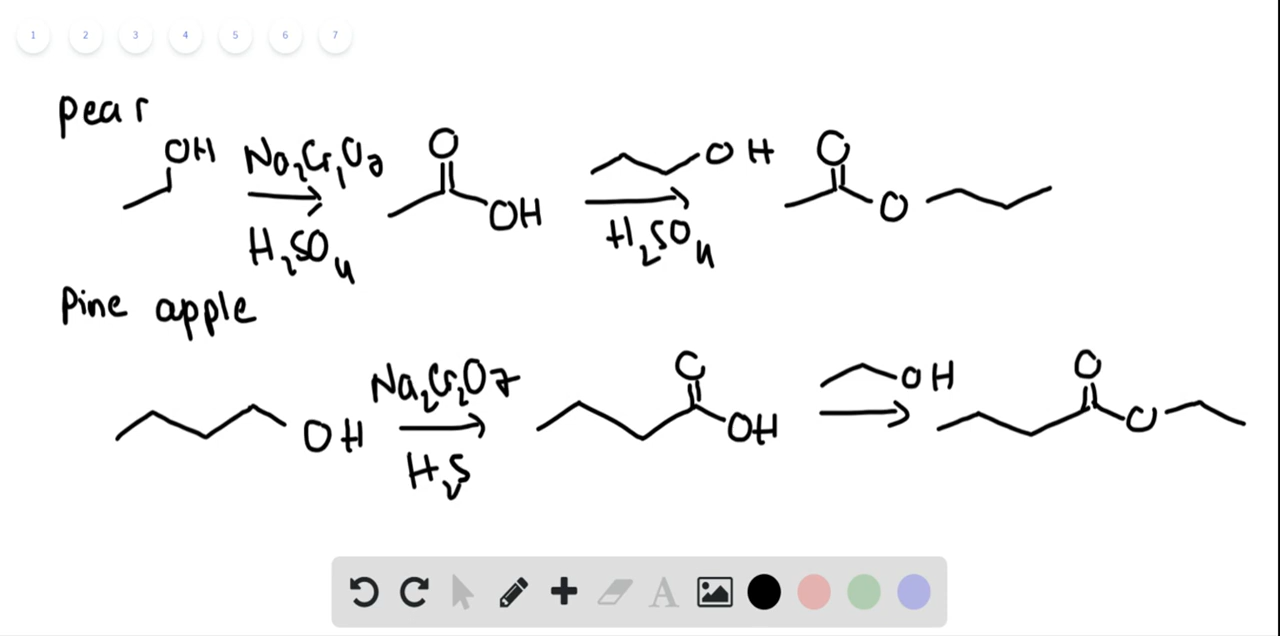 1 2 3 4 5 6 7
pear
OH Na2Cr2O7 O OH H2SO4 OH H2SO4 O O
Pine apple
OH Na2Cr2O7 H2S O OH OH O O
A